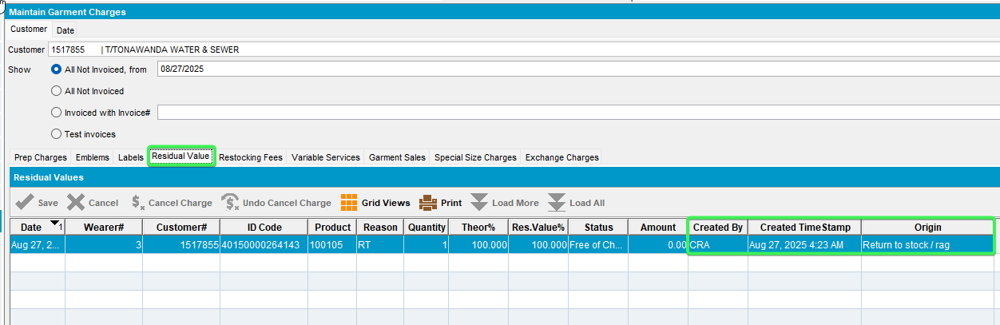 Maintain Garment Charges
Customer Date
Customer 1517855 | T/TONAWANDA WATER & SEWER
Show All Not Invoiced, from 08/27/2025
All Not Invoiced
Invoiced with Invoice#
Test invoices
Prep Charges Emblems Labels Residual Value Restocking Fees Variable Services Garment Sales Special Size Charges Exchange Charges
Residual Values
Save Cancel Cancel Charge Undo Cancel Charge Grid Views Print Load More Load All
Date 1 Wearer# Customer# ID Code Product Reason Quantity Theor% Res.Value% Status Amount Created By Created TimeStamp Origin
Aug 27, 2... 3 1517855 40150000264143 100105 RT 1 100.000 100.000 Free of Ch... 0.00 CRA Aug 27, 2025 4:23 AM Return to stock / rag